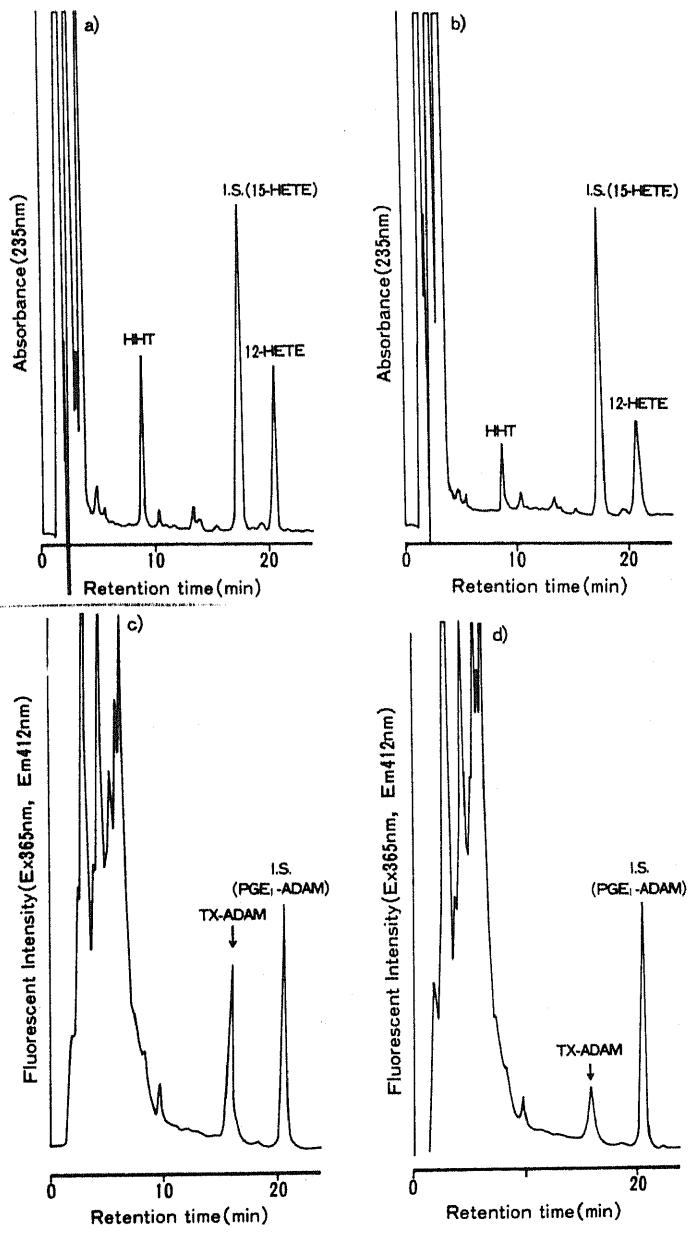 a)
Absorbance(235nm)
I.S.(15-HETE)
HHT
12-HETE
0 10 20
Retention time(min)
b)
Absorbance(235nm)
I.S.(15-HETE)
12-HETE
HHT
0 10 20
Retention time(min)
c)
Fluorescent Intensity(Ex365nm, Em412nm)
I.S.
(PGE₁-ADAM)
TX-ADAM
0 10 20
Retention time(min)
d)
Fluorescent Intensity(Ex365nm, Em412nm)
I.S.
(PGE₁-ADAM)
TX-ADAM
0 20
Retention time(min)